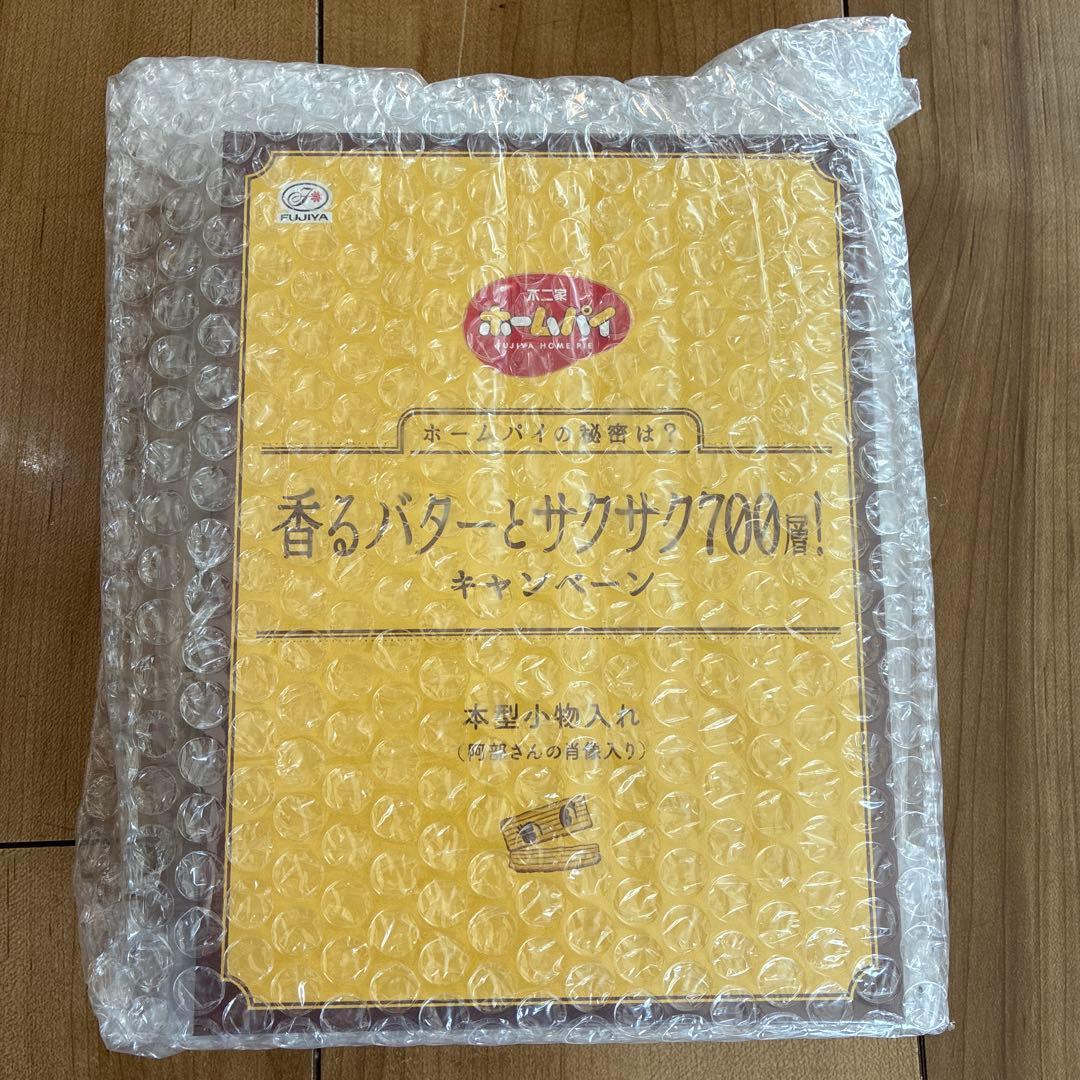 FUJIYA
不二家
ホームパイ
FUJIYA HOME PIE
ホームパイの秘密は?
香るバターとサクサク700層!
キャンペーン
本型小物入れ
(阿部さんの肖像入り)